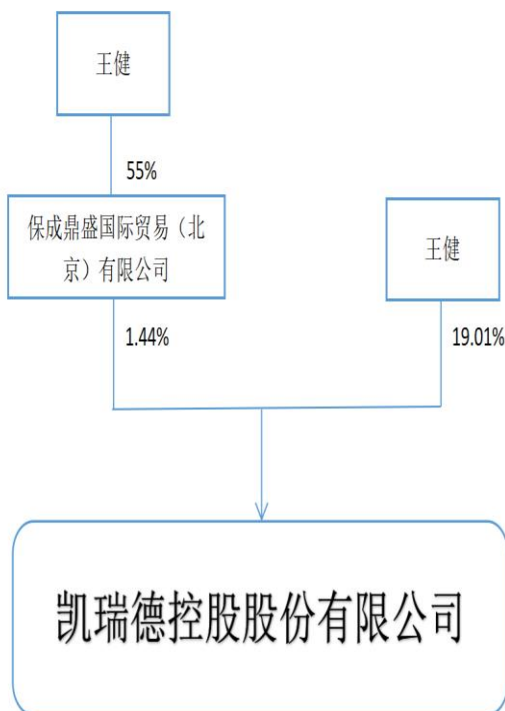 王健
55%
保成鼎盛国际贸易（北
京）有限公司
王健
1.44%
19.01%
凯瑞德控股股份有限公司